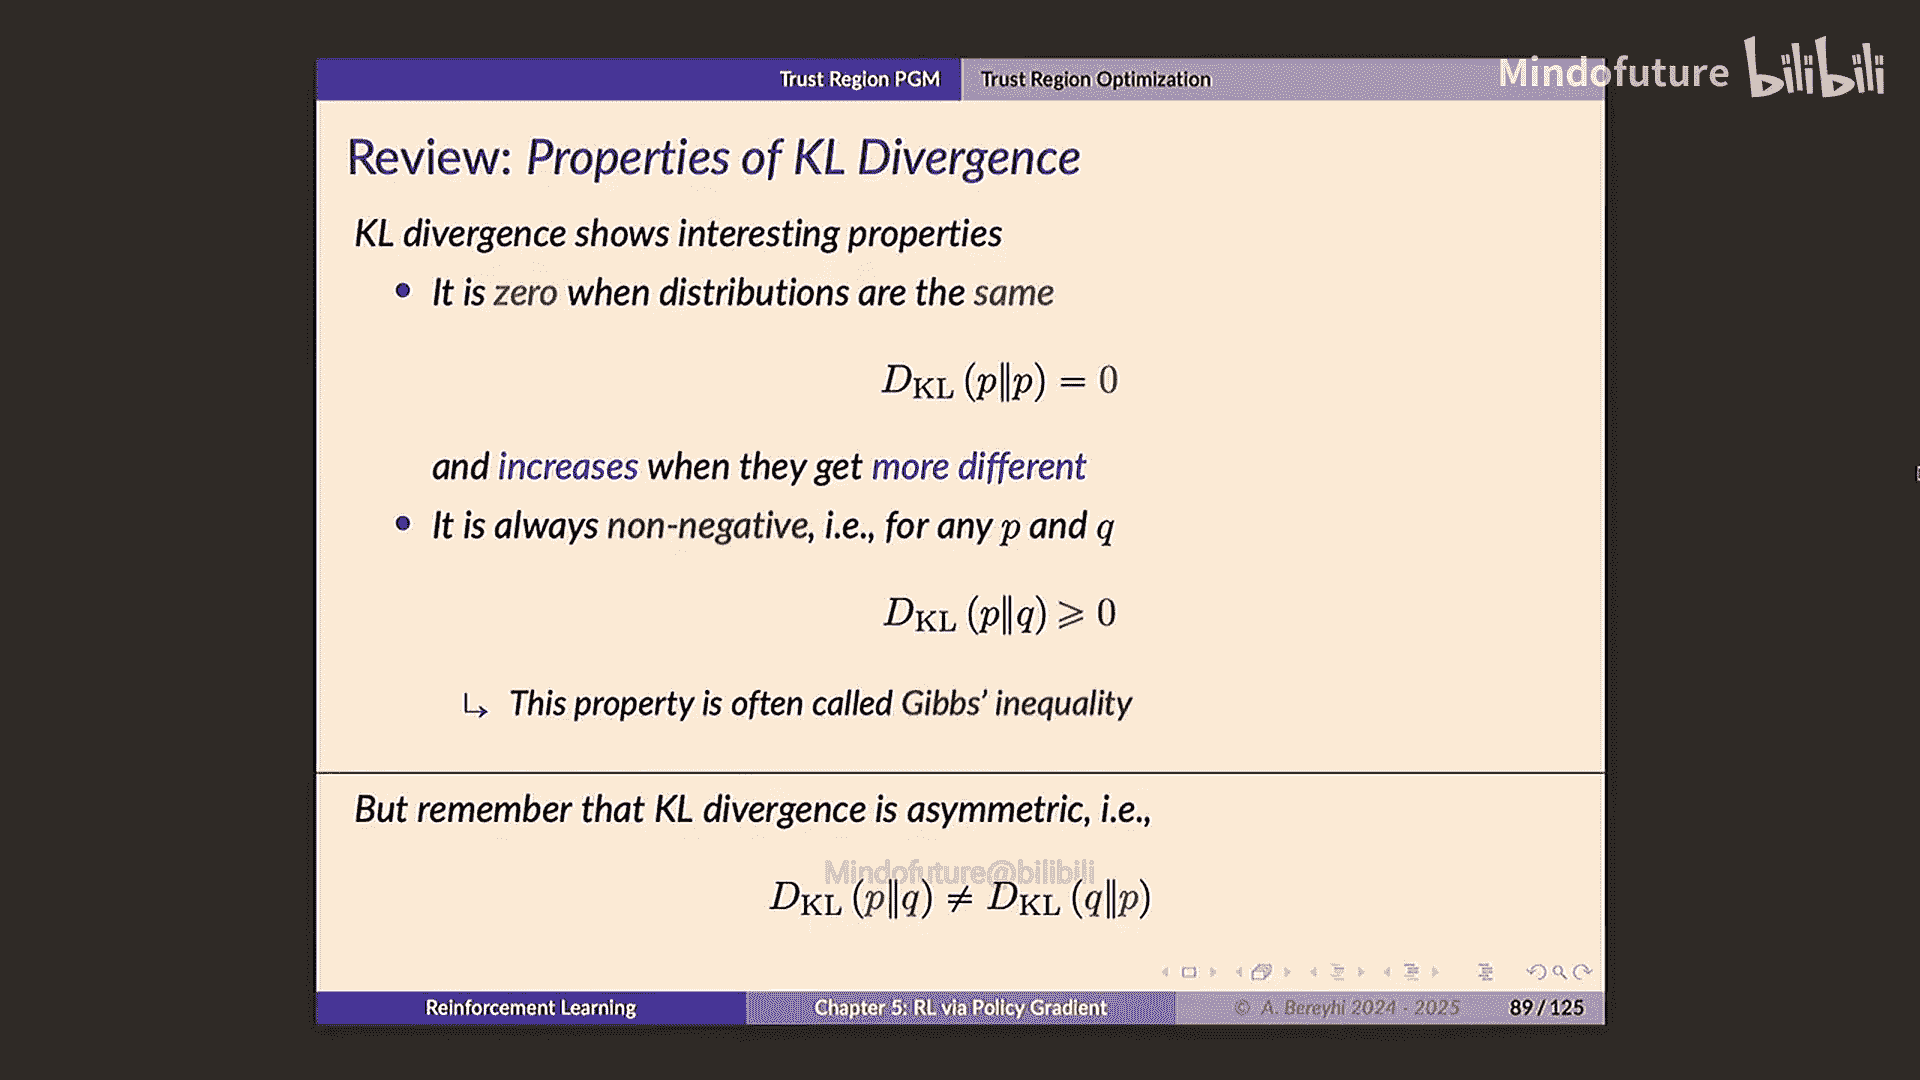 Trust Region PGM Trust Region Optimization
Mindofuture bilibili
Review: Properties of KL Divergence
KL divergence shows interesting properties
• It is zero when distributions are the same
D_KL (p‖p) = 0
and increases when they get more different
• It is always non-negative, i.e., for any p and q
D_KL (p‖q) ⩾ 0
↳ This property is often called Gibbs' inequality
But remember that KL divergence is asymmetric, i.e.,
Mindofuture@bilibili
D_KL (p‖q) ≠ D_KL (q‖p)
Reinforcement Learning Chapter 5: RL via Policy Gradient © A. Bereyhi 2024 - 2025 89 / 125